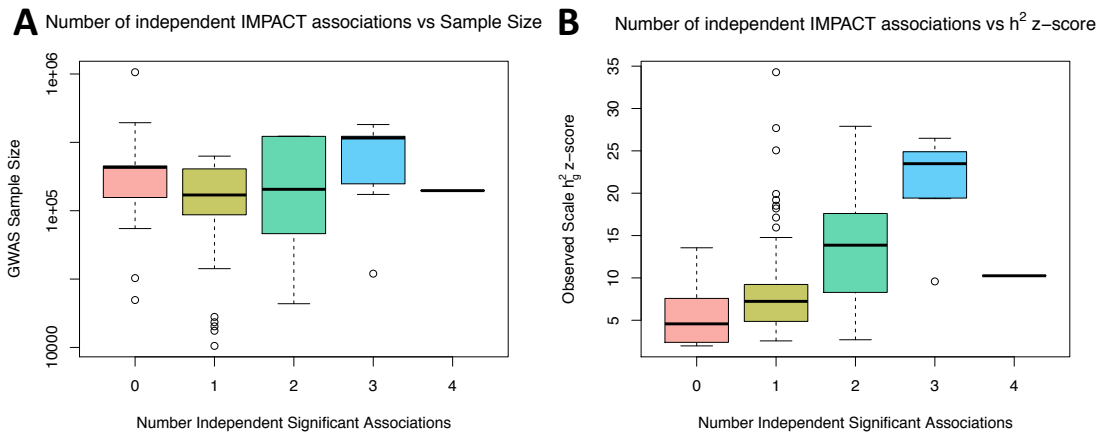 A Number of independent IMPACT associations vs Sample Size
GWAS Sample Size
1e+06
1e+05
10000
0 1 2 3 4
Number Independent Significant Associations
B Number of independent IMPACT associations vs h² z−score
Observed Scale h²g z−score
35
30
25
20
15
10
5
0 1 2 3 4
Number Independent Significant Associations